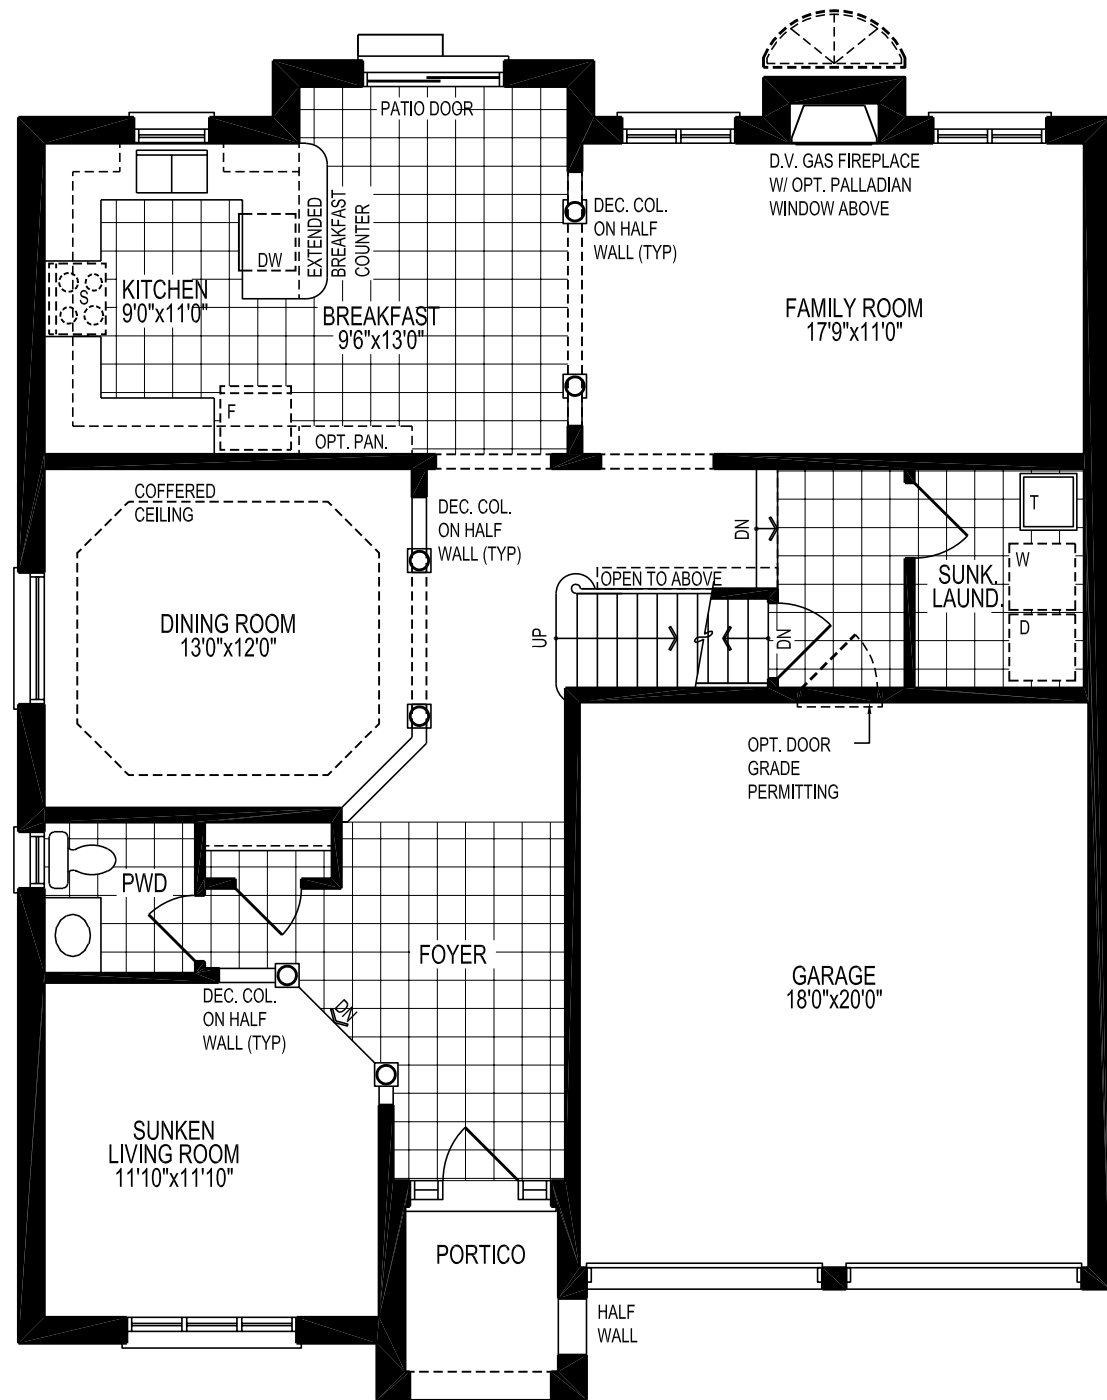 PATIO DOOR
D.V. GAS FIREPLACE
W/ OPT. PALLADIAN
WINDOW ABOVE
EXTENDED
BREAKFAST
COUNTER
DEC. COL.
ON HALF
WALL (TYP)
DW
S
KITCHEN
9'0"x11'0"
BREAKFAST
9'6"x13'0"
FAMILY ROOM
17'9"x11'0"
F
OPT. PAN.
COFFERED
CEILING
DEC. COL.
ON HALF
WALL (TYP)
DN
T
OPEN TO ABOVE
W
SUNK.
LAUND.
D
DINING ROOM
13'0"x12'0"
UP
DN
OPT. DOOR
GRADE
PERMITTING
PWD
FOYER
GARAGE
18'0"x20'0"
DEC. COL.
ON HALF
WALL (TYP)
DN
SUNKEN
LIVING ROOM
11'10"x11'10"
PORTICO
HALF
WALL